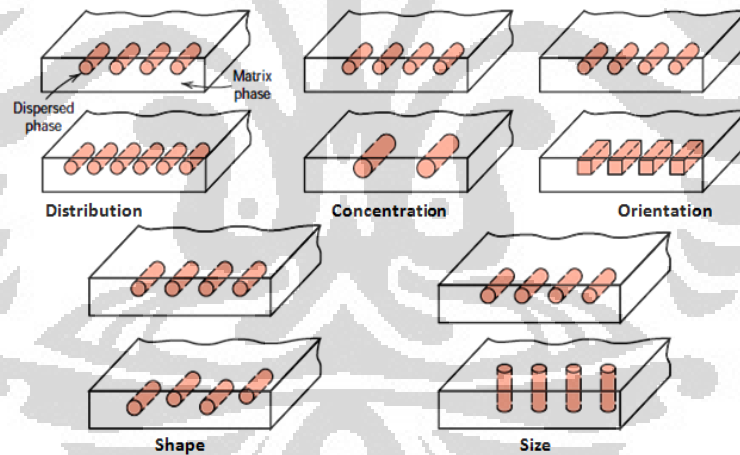 Matrix
phase
Dispersed
phase
Distribution
Concentration
Orientation
Shape
Size